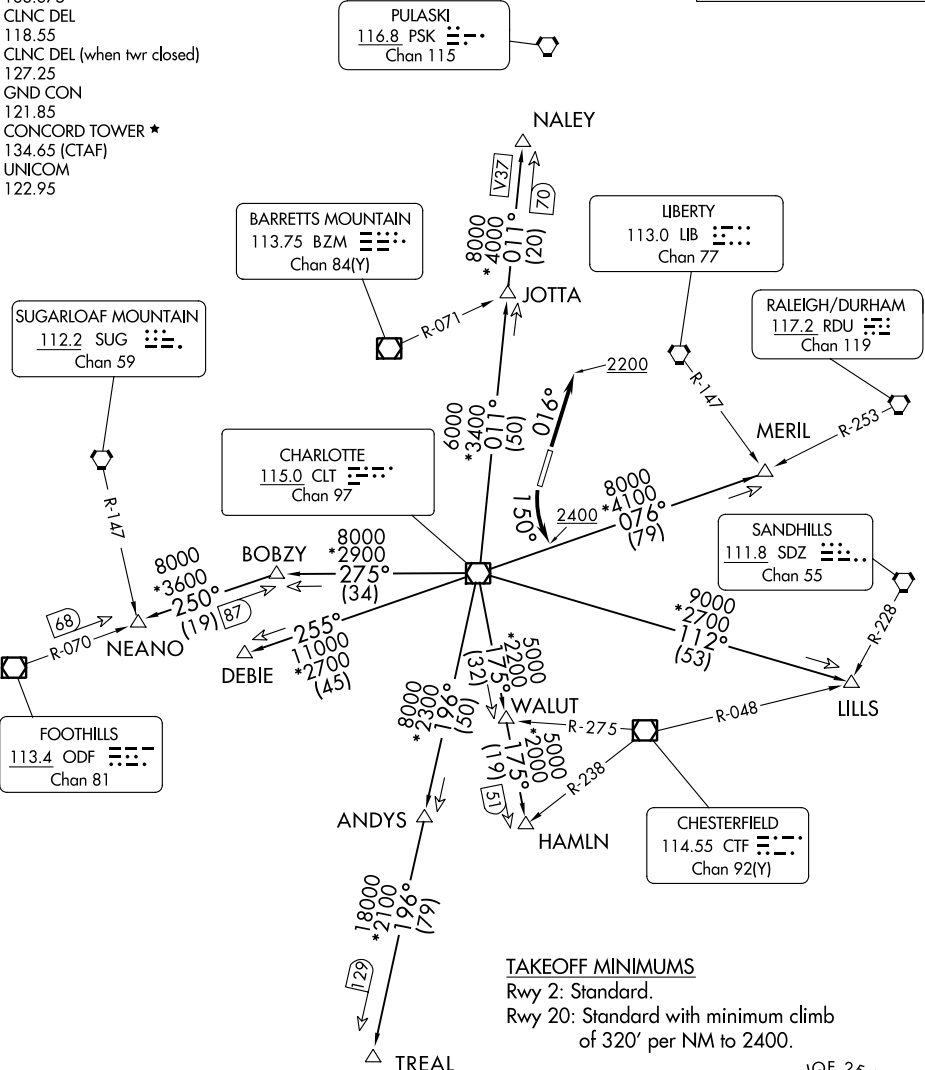 CLNC DEL
118.55
CLNC DEL (when twr closed)
127.25
GND CON
121.85
CONCORD TOWER ★
134.65 (CTAF)
UNICOM
122.95
PULASKI
116.8 PSK
Chan 115
NALEY
V37
70
8000
*4000
011°
(20)
BARRETTS MOUNTAIN
113.75 BZM
Chan 84(Y)
LIBERTY
113.0 LIB
Chan 77
JOTTA
R-071
SUGARLOAF MOUNTAIN
112.2 SUG
Chan 59
RALEIGH/DURHAM
117.2 RDU
Chan 119
2200
016°
R-147
R-253
MERIL
6000
*3400
011°
(50)
CHARLOTTE
115.0 CLT
Chan 97
150°
2400
8000
*4100
076°
(79)
R-147
SANDHILLS
111.8 SDZ
Chan 55
BOBZY
8000
*2900
275°
(34)
8000
*3600
250°
(19)
87
68
R-070
NEANO
255°
11000
*2700
(45)
DEBIE
9000
*2700
112°
(53)
R-228
LILLS
5000
*2200
175°
(32)
WALUT
R-275
R-048
8000
*2300
196°
(50)
5000
*2000
175°
(19)
51
R-238
FOOTHILLS
113.4 ODF
Chan 81
ANDYS
HAMLN
CHESTERFIELD
114.55 CTF
Chan 92(Y)
18000
*2100
196°
(79)
129
TREAL
TAKEOFF MINIMUMS
Rwy 2: Standard.
Rwy 20: Standard with minimum climb
of 320' per NM to 2400.